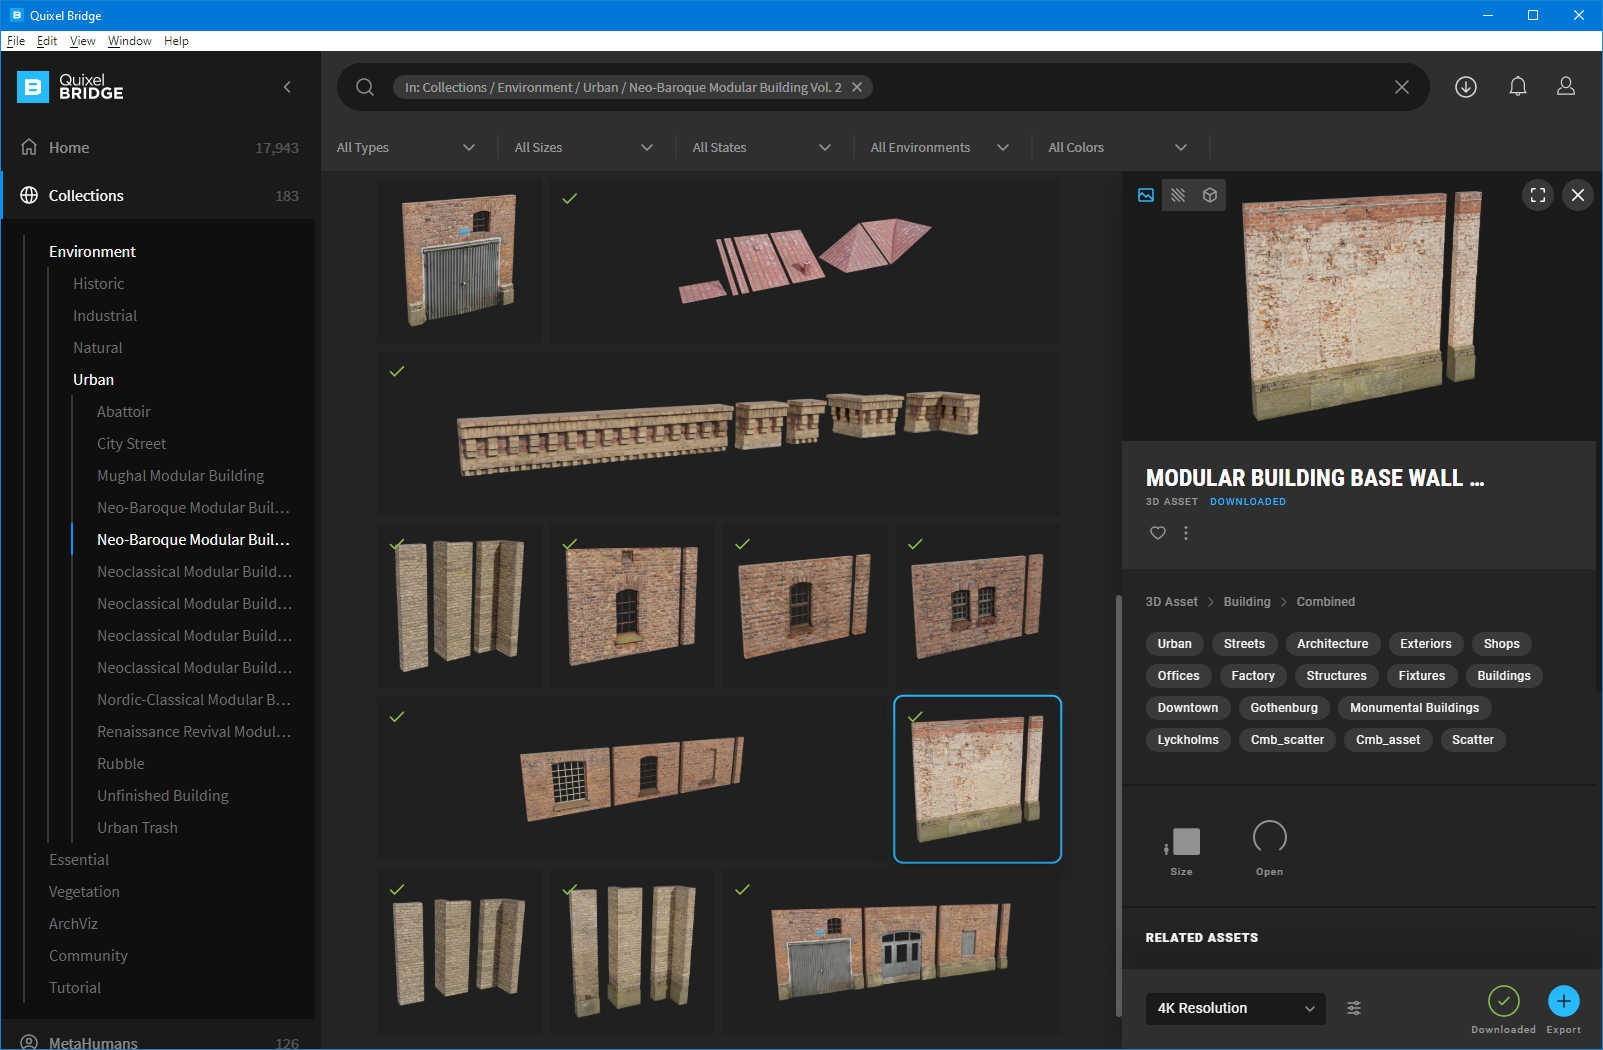 Quixel Bridge
File Edit View Window Help
Quixel
BRIDGE
In: Collections / Environment / Urban / Neo-Baroque Modular Building Vol. 2
Home 17,943
All Types All Sizes All States All Environments All Colors
Collections 183
Environment
Historic
Industrial
Natural
Urban
Abattoir
City Street
Mughal Modular Building
Neo-Baroque Modular Buil...
Neo-Baroque Modular Buil...
Neoclassical Modular Build...
Neoclassical Modular Build...
Neoclassical Modular Build...
Neoclassical Modular Build...
Nordic-Classical Modular B...
Renaissance Revival Modul...
Rubble
Unfinished Building
Urban Trash
Essential
Vegetation
ArchViz
Community
Tutorial
MetaHumans 126
MODULAR BUILDING BASE WALL ...
3D ASSET DOWNLOADED
3D Asset > Building > Combined
Urban Streets Architecture Exteriors Shops
Offices Factory Structures Fixtures Buildings
Downtown Gothenburg Monumental Buildings
Lyckholms Cmb_scatter Cmb_asset Scatter
Size Open
RELATED ASSETS
4K Resolution
Downloaded Export